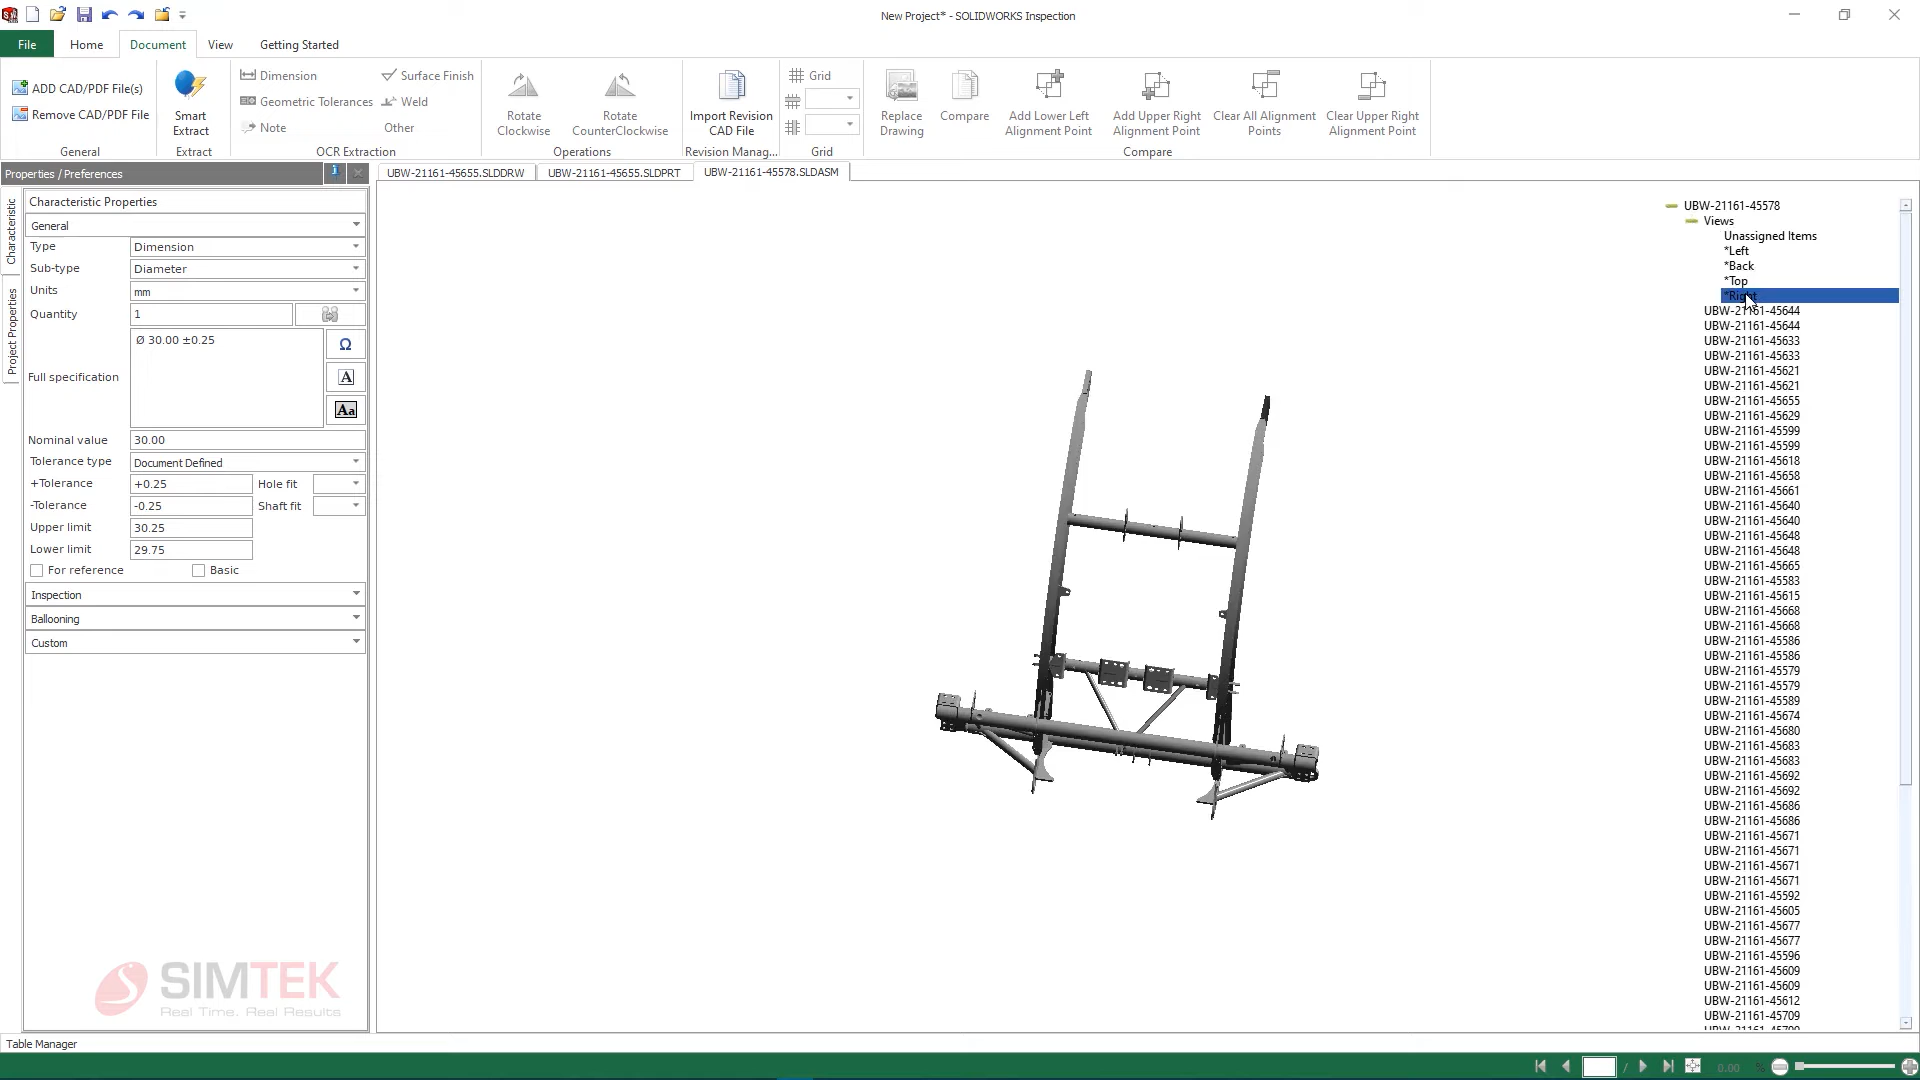 New Project* - SOLIDWORKS Inspection
File
Home
Document
View
Getting Started
ADD CAD/PDF File(s)
Remove CAD/PDF File
General
Smart
Extract
Extract
Dimension
Surface Finish
Geometric Tolerances
Weld
Note
Other
OCR Extraction
Rotate
Clockwise
Rotate
CounterClockwise
Operations
Import Revision
CAD File
Revision Manag...
Grid
Grid
Replace
Drawing
Compare
Add Lower Left
Alignment Point
Add Upper Right
Alignment Point
Clear All Alignment
Points
Clear Upper Right
Alignment Point
Compare
Properties / Preferences
UBW-21161-45655.SLDDRW
UBW-21161-45655.SLDPRT
UBW-21161-45578.SLDASM
Characteristic
Project Properties
Characteristic Properties
General
Type
Dimension
Sub-type
Diameter
Units
mm
Quantity
1
Full specification
Ø 30.00 ±0.25
Ω
A
Aa
Nominal value
30.00
Tolerance type
Document Defined
+Tolerance
+0.25
Hole fit
-Tolerance
-0.25
Shaft fit
Upper limit
30.25
Lower limit
29.75
For reference
Basic
Inspection
Ballooning
Custom
SIMTEK
Real Time. Real Results
UBW-21161-45578
Views
Unassigned Items
*Left
*Back
*Top
*Right
UBW-21161-45644
UBW-21161-45644
UBW-21161-45633
UBW-21161-45633
UBW-21161-45621
UBW-21161-45621
UBW-21161-45655
UBW-21161-45629
UBW-21161-45599
UBW-21161-45599
UBW-21161-45618
UBW-21161-45658
UBW-21161-45661
UBW-21161-45640
UBW-21161-45640
UBW-21161-45648
UBW-21161-45648
UBW-21161-45665
UBW-21161-45583
UBW-21161-45615
UBW-21161-45668
UBW-21161-45668
UBW-21161-45586
UBW-21161-45586
UBW-21161-45579
UBW-21161-45579
UBW-21161-45589
UBW-21161-45674
UBW-21161-45680
UBW-21161-45683
UBW-21161-45683
UBW-21161-45692
UBW-21161-45692
UBW-21161-45686
UBW-21161-45686
UBW-21161-45671
UBW-21161-45671
UBW-21161-45671
UBW-21161-45671
UBW-21161-45592
UBW-21161-45605
UBW-21161-45677
UBW-21161-45677
UBW-21161-45596
UBW-21161-45609
UBW-21161-45609
UBW-21161-45612
UBW-21161-45709
Table Manager
/
0.00 %